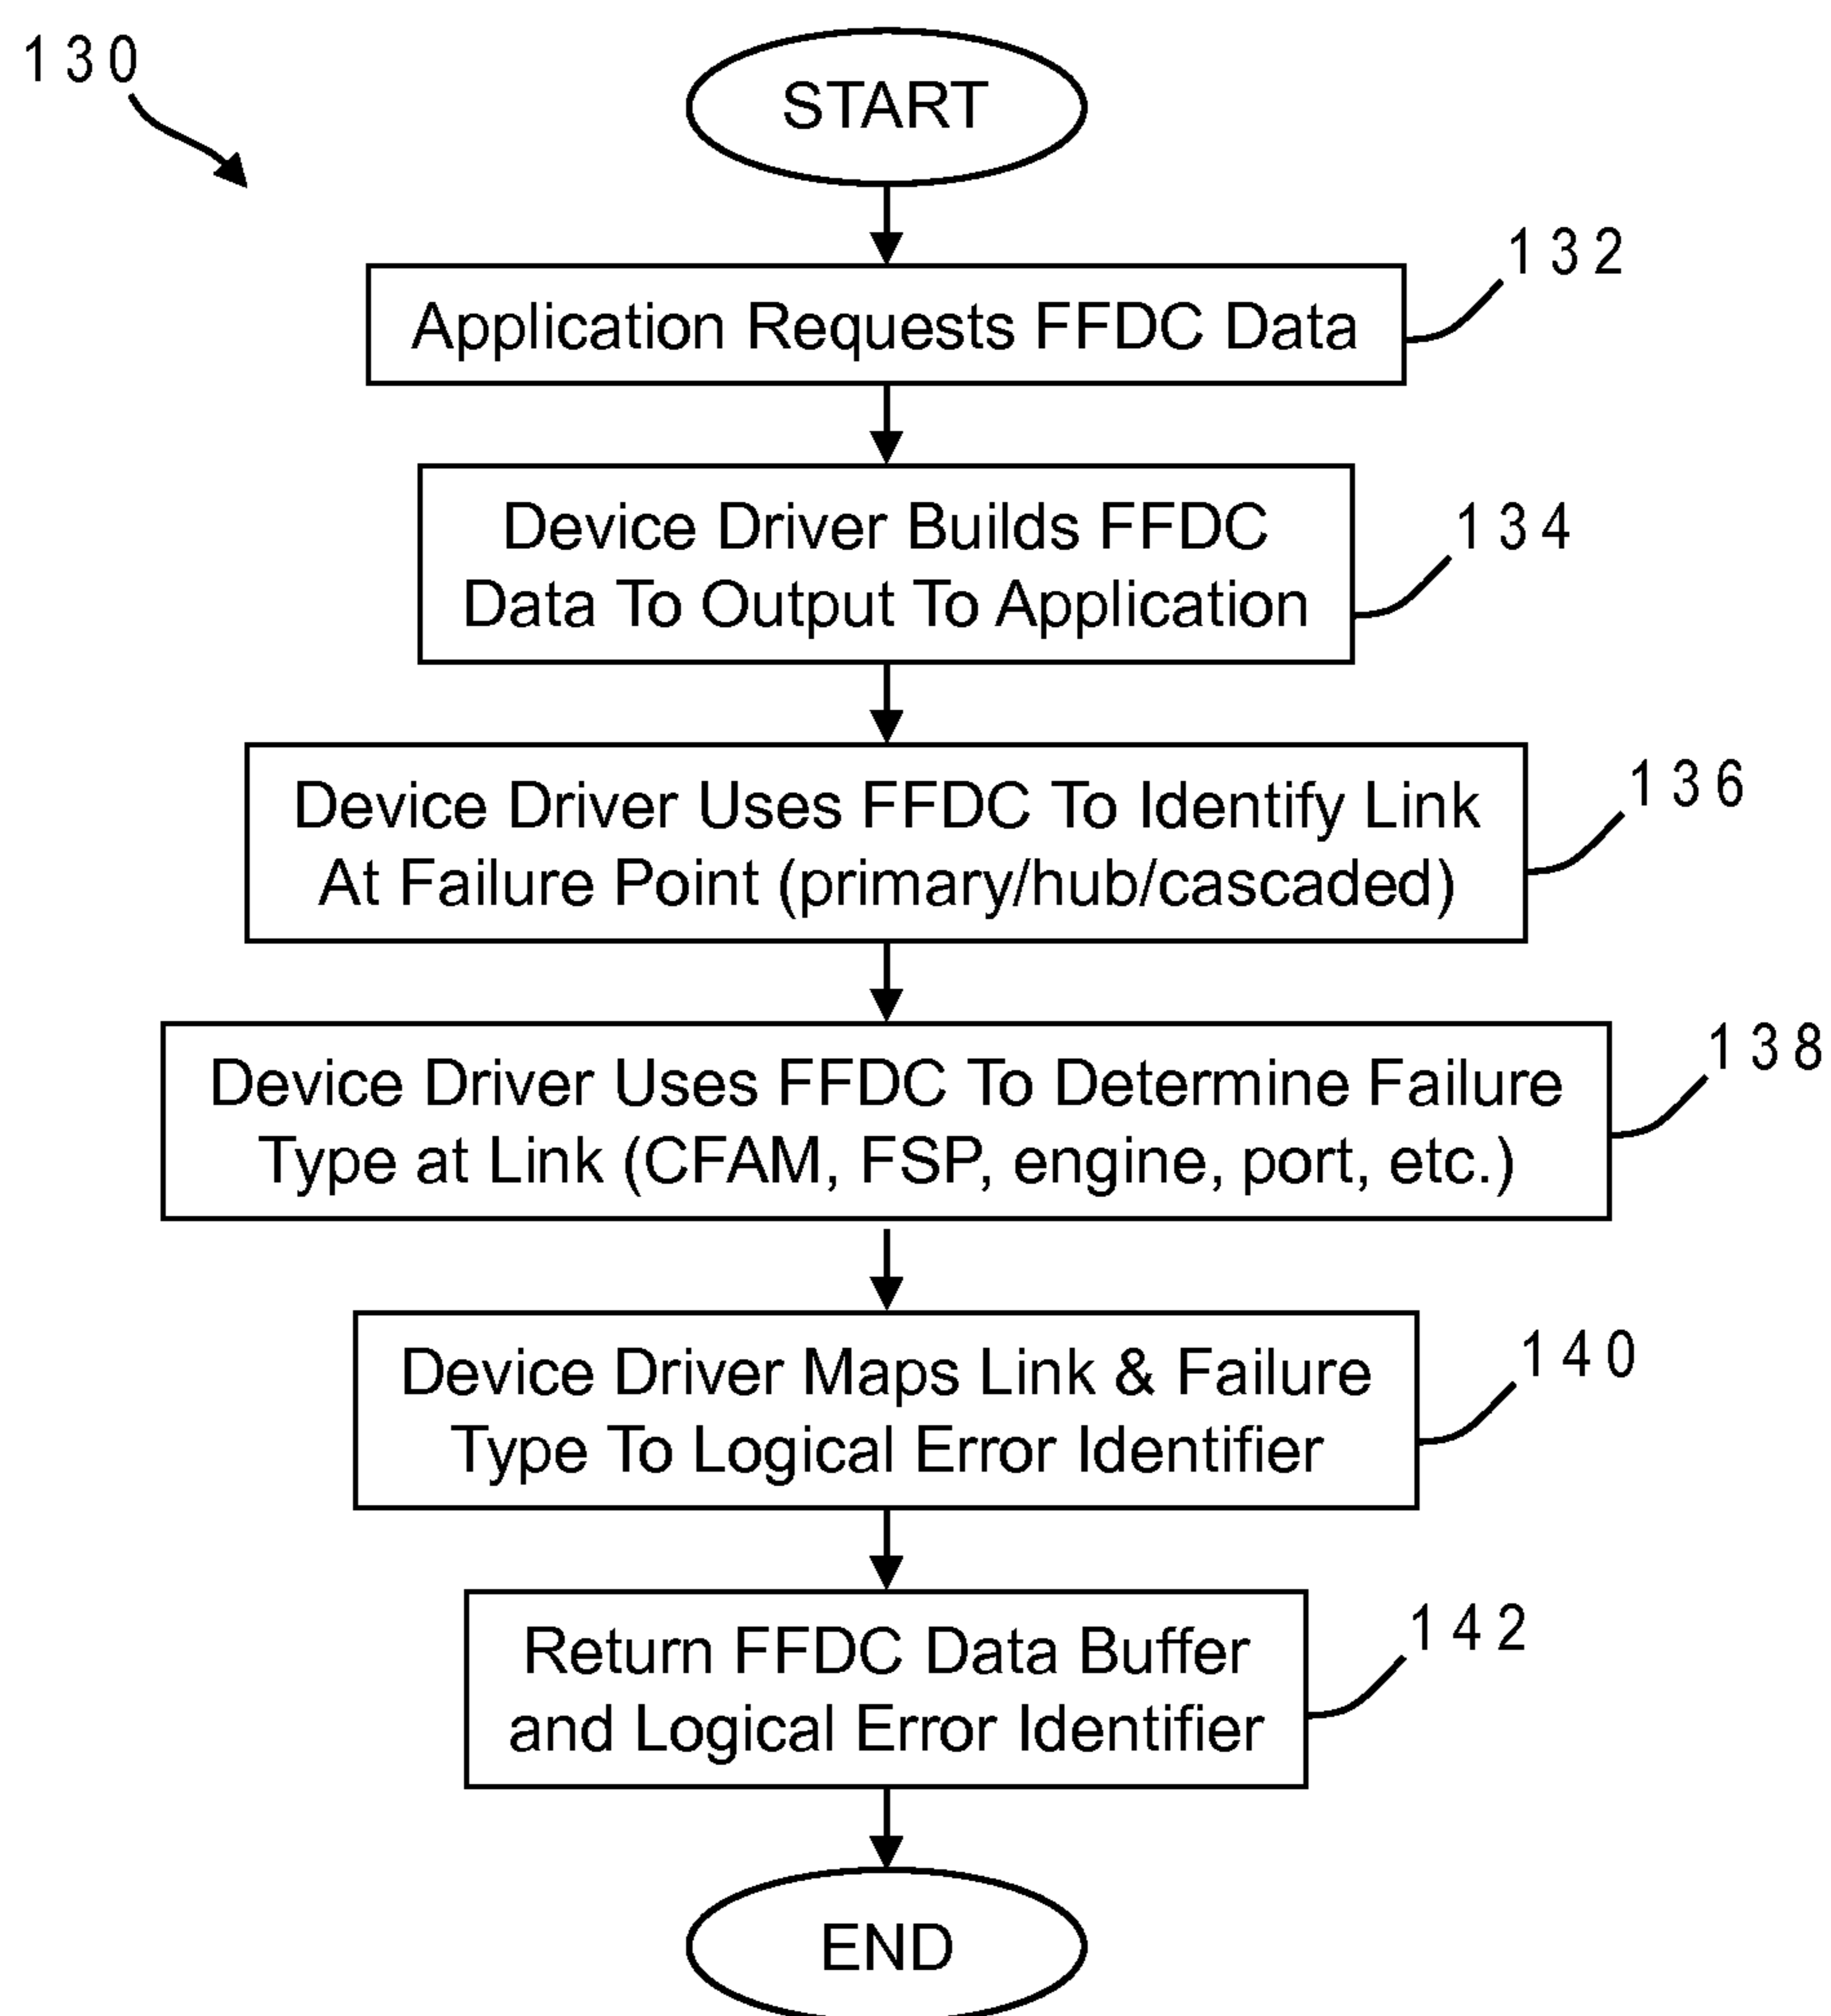 130
START
132
Application Requests FFDC Data
134
Device Driver Builds FFDC
Data To Output To Application
136
Device Driver Uses FFDC To Identify Link
At Failure Point (primary/hub/cascaded)
138
Device Driver Uses FFDC To Determine Failure
Type at Link (CFAM, FSP, engine, port, etc.)
140
Device Driver Maps Link & Failure
Type To Logical Error Identifier
142
Return FFDC Data Buffer
and Logical Error Identifier
END